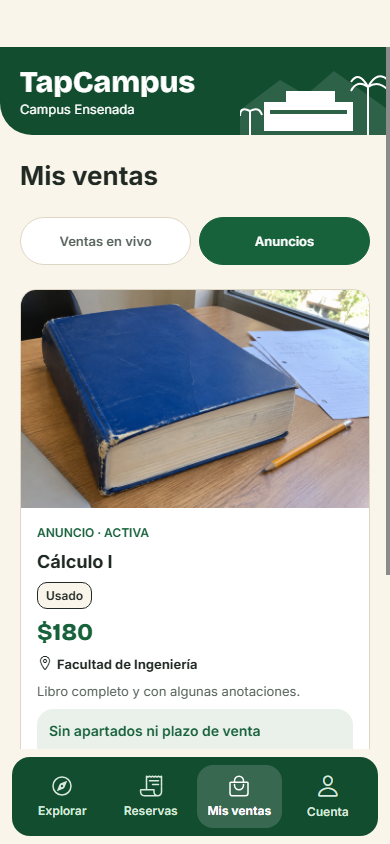 TapCampus
Campus Ensenada
Mis ventas
Ventas en vivo
Anuncios
ANUNCIO · ACTIVA
Cálculo I
Usado
$180
Facultad de Ingeniería
Libro completo y con algunas anotaciones.
Sin apartados ni plazo de venta
Explorar
Reservas
Mis ventas
Cuenta